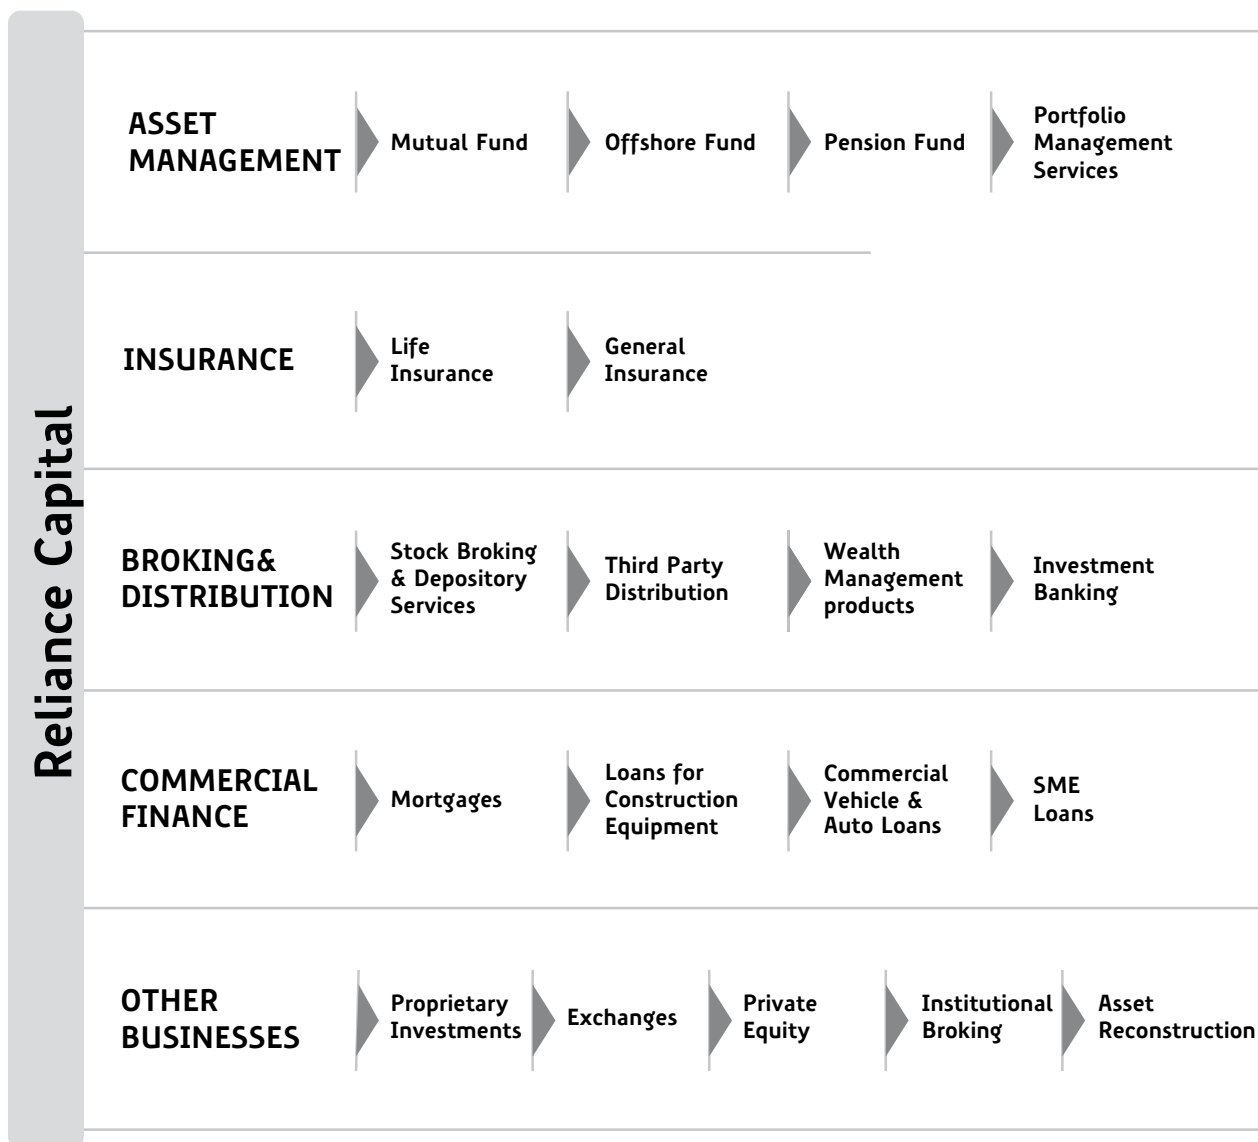 Reliance Capital
ASSET
MANAGEMENT
Mutual Fund
Offshore Fund
Pension Fund
Portfolio
Management
Services
INSURANCE
Life
Insurance
General
Insurance
BROKING&
DISTRIBUTION
Stock Broking
& Depository
Services
Third Party
Distribution
Wealth
Management
products
Investment
Banking
COMMERCIAL
FINANCE
Mortgages
Loans for
Construction
Equipment
Commercial
Vehicle &
Auto Loans
SME
Loans
OTHER
BUSINESSES
Proprietary
Investments
Exchanges
Private
Equity
Institutional
Broking
Asset
Reconstruction